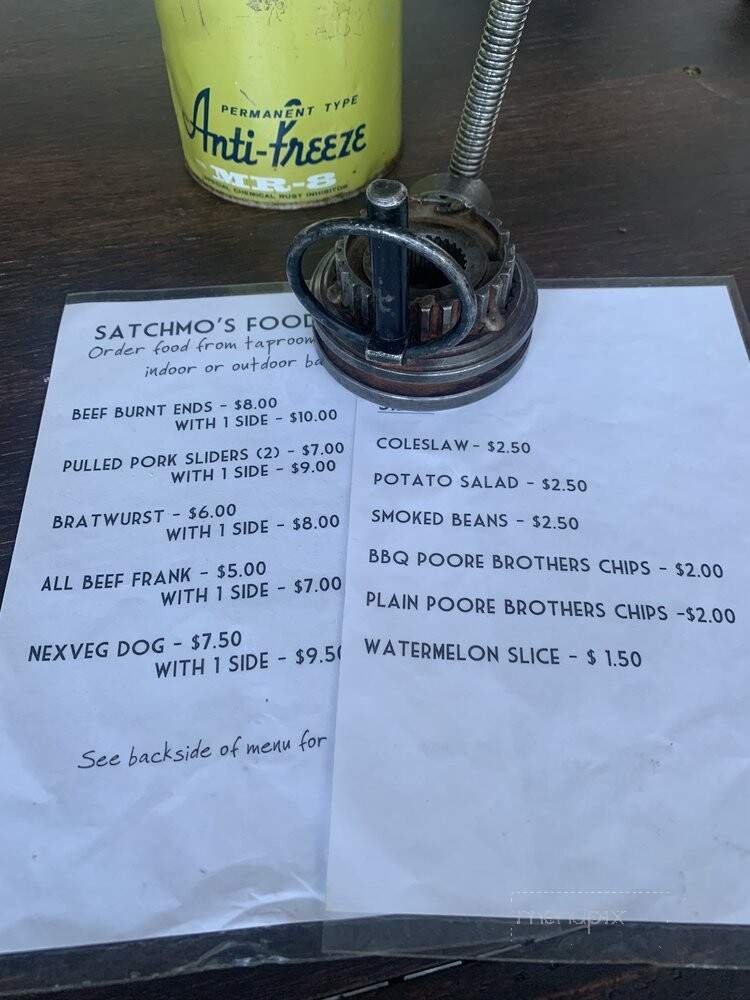 PERMANENT TYPE
Anti-Freeze
MR-8
CHEMICAL RUST INHIBITOR
SATCHMO'S FOOD
Order food from taproom
indoor or outdoor ba
BEEF BURNT ENDS - $8.00
WITH 1 SIDE - $10.00
PULLED PORK SLIDERS (2) - $7.00
WITH 1 SIDE - $9.00
BRATWURST - $6.00
WITH 1 SIDE - $8.00
ALL BEEF FRANK - $5.00
WITH 1 SIDE - $7.00
NEXVEG DOG - $7.50
WITH 1 SIDE - $9.50
See backside of menu for
COLESLAW - $2.50
POTATO SALAD - $2.50
SMOKED BEANS - $2.50
BBQ POORE BROTHERS CHIPS - $2.00
PLAIN POORE BROTHERS CHIPS -$2.00
WATERMELON SLICE - $ 1.50
menupix